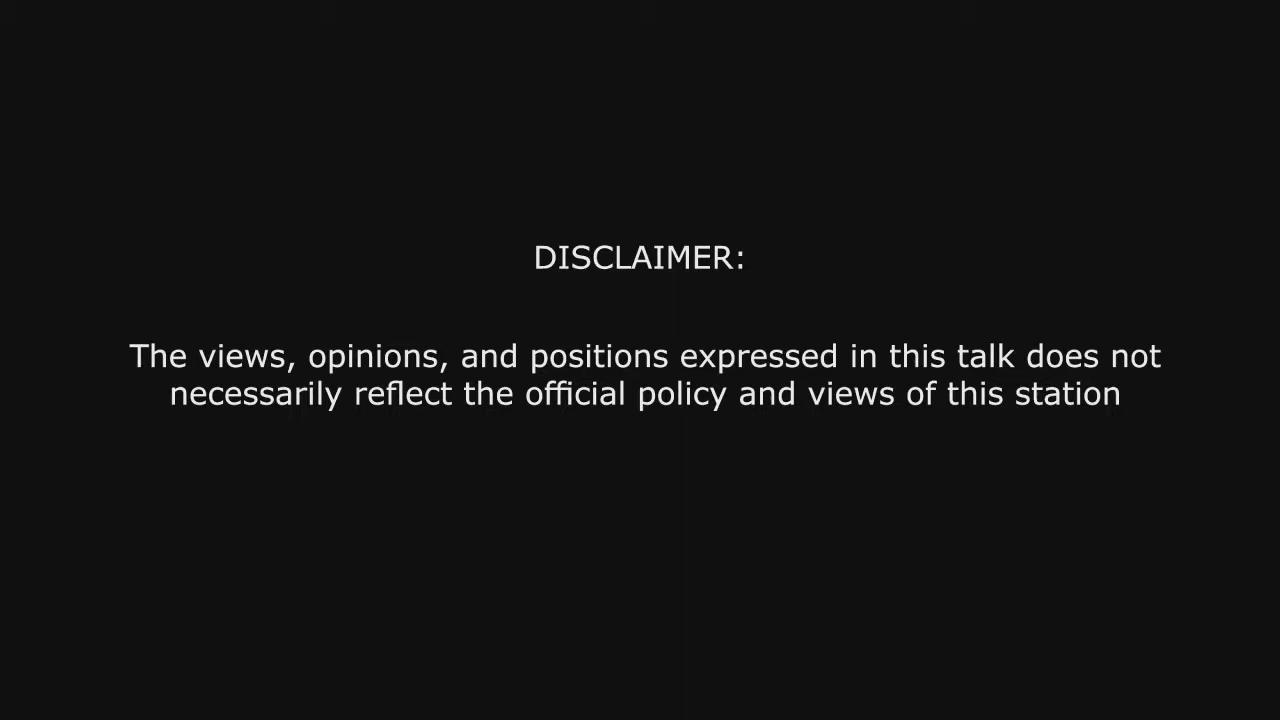 DISCLAIMER:
The views, opinions, and positions expressed in this talk does not
necessarily reflect the official policy and views of this station